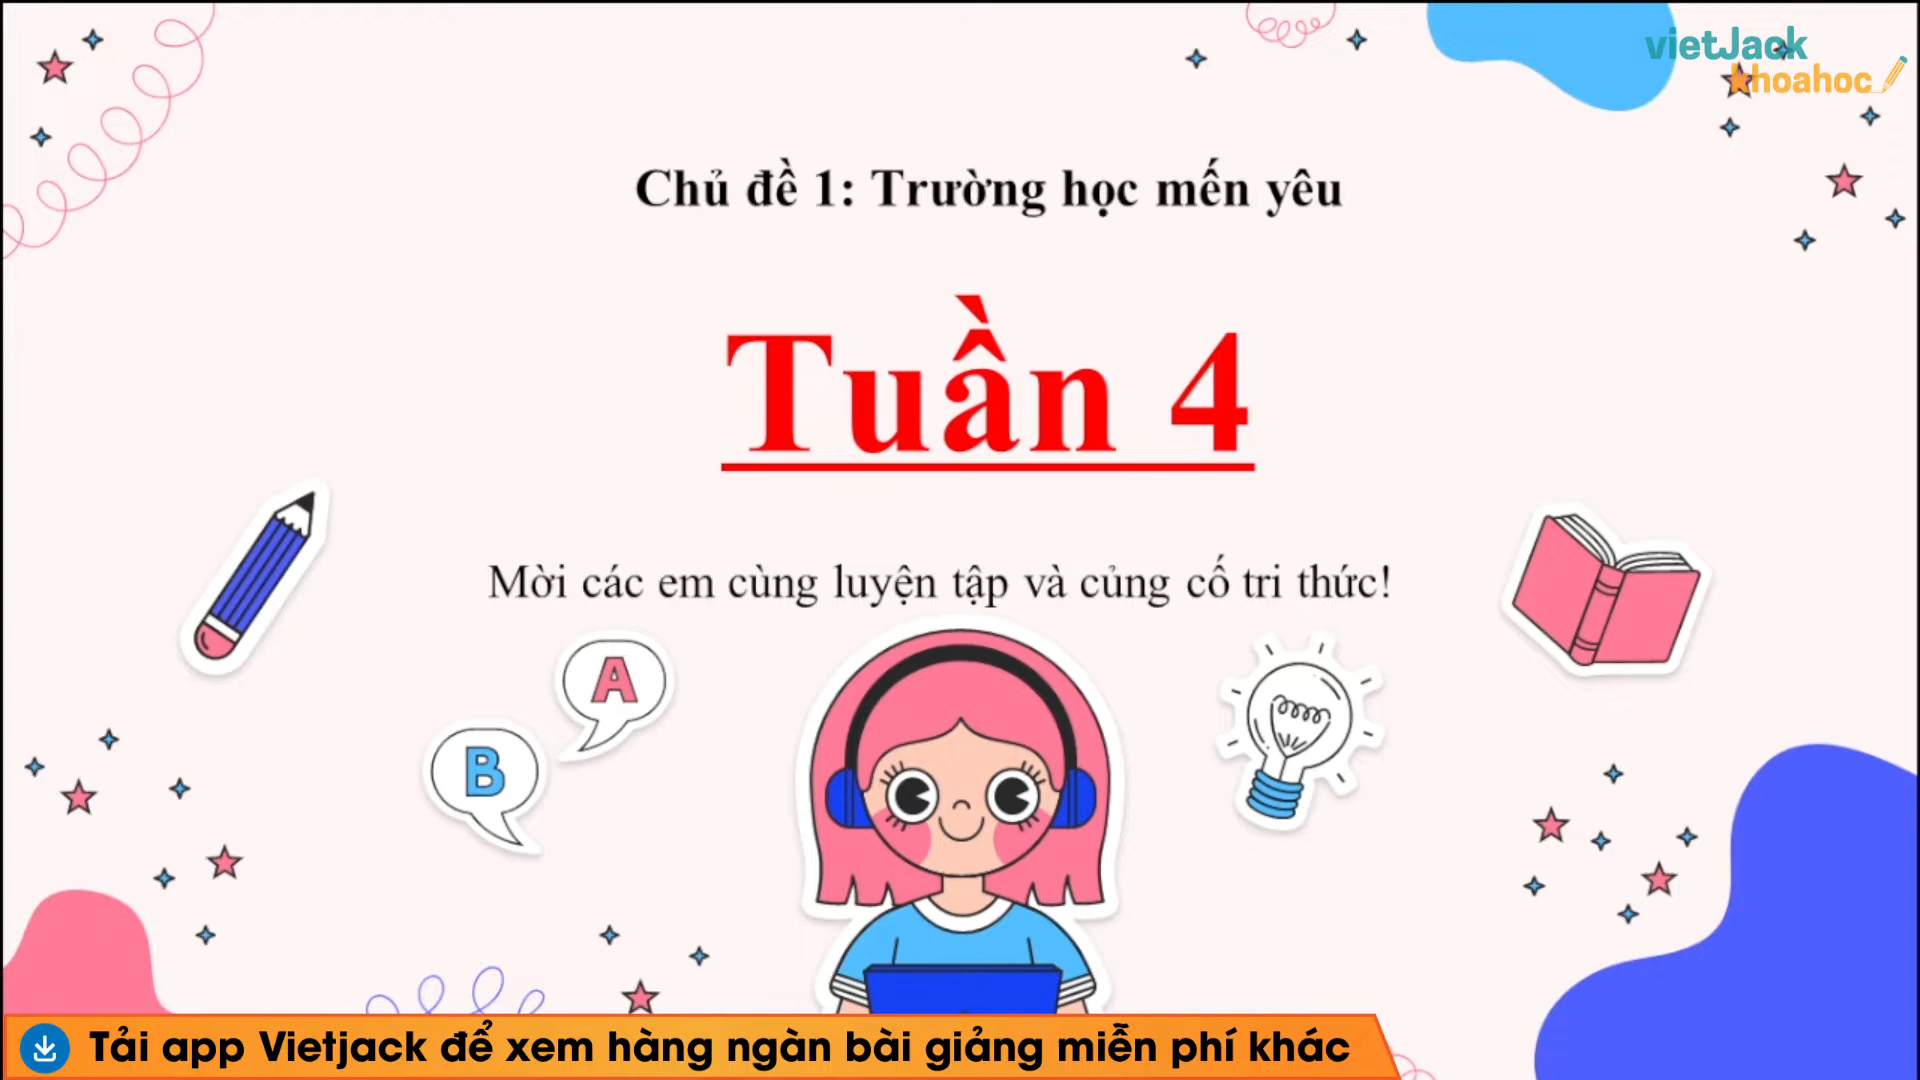 vietJack
khoahoc
Chủ đề 1: Trường học mến yêu
Tuần 4
Mời các em cùng luyện tập và củng cố tri thức!
A
B
Tải app Vietjack để xem hàng ngàn bài giảng miễn phí khác